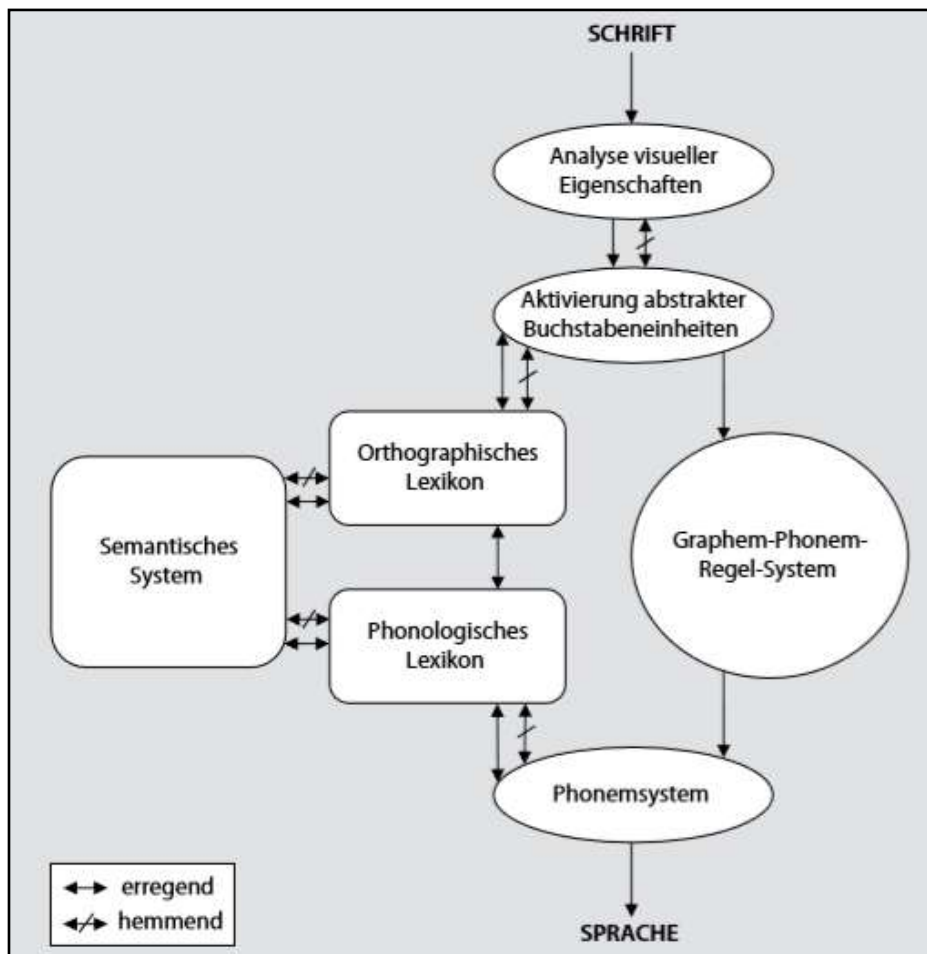 SCHRIFT
Analyse visueller
Eigenschaften
Aktivierung abstrakter
Buchstabeneinheiten
Orthographisches
Lexikon
Semantisches
System
Graphem-Phonem-
Regel-System
Phonologisches
Lexikon
Phonemsystem
erregend
hemmend
SPRACHE